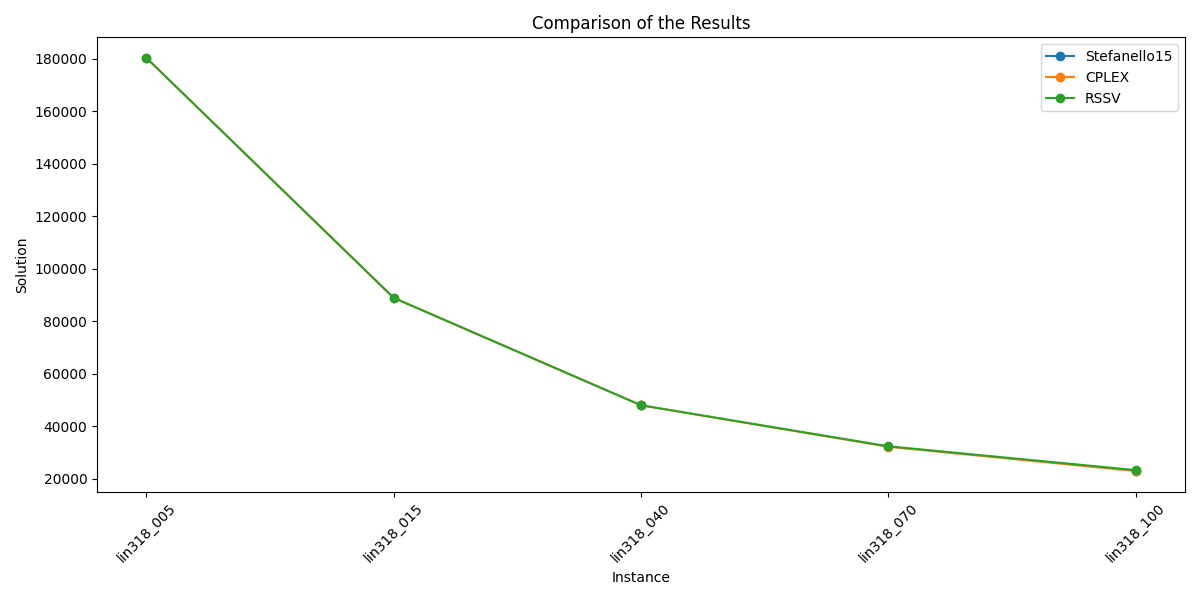 Comparison of the Results
Stefanello15
CPLEX
RSSV
Solution
180000
160000
140000
120000
100000
80000
60000
40000
20000
lin318_005
lin318_015
lin318_040
lin318_070
lin318_100
Instance